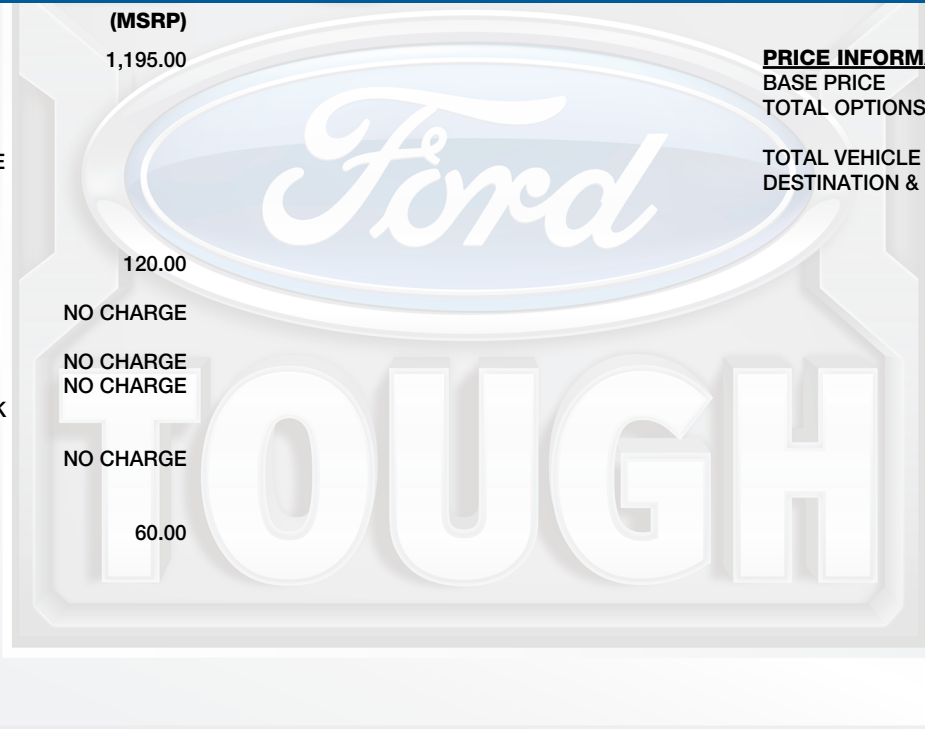 (MSRP)
1,195.00
E
120.00
NO CHARGE
NO CHARGE
NO CHARGE
K
NO CHARGE
60.00
PRICE INFORMA
BASE PRICE
TOTAL OPTIONS
TOTAL VEHICLE
DESTINATION &
Ford
TOUGH